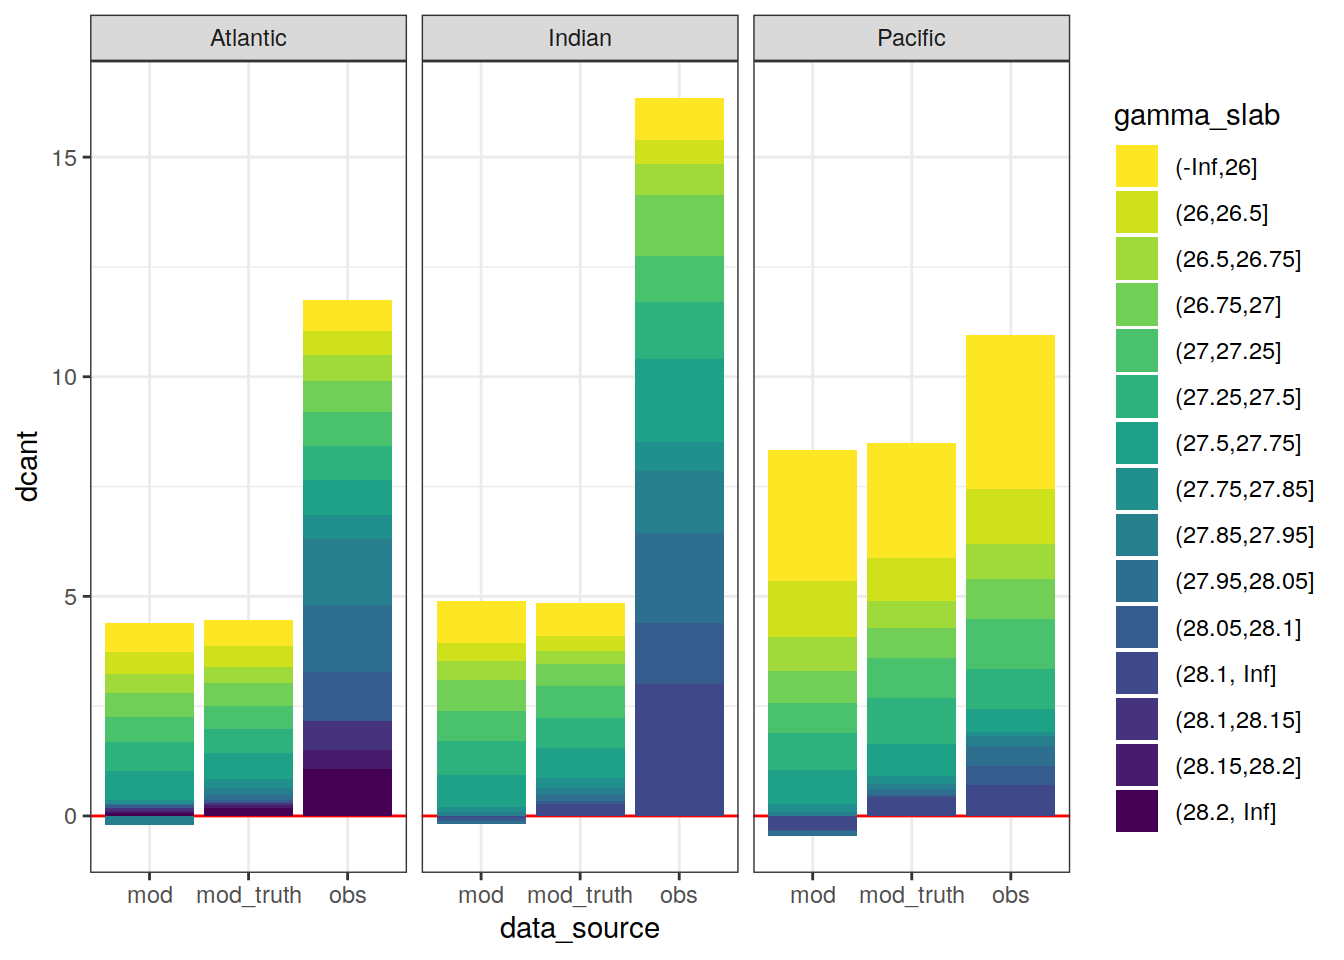 Atlantic
Indian
Pacific
15
10
5
0
dcant
mod
mod_truth
obs
mod
mod_truth
obs
mod
mod_truth
obs
data_source
gamma_slab
(-Inf,26]
(26,26.5]
(26.5,26.75]
(26.75,27]
(27,27.25]
(27.25,27.5]
(27.5,27.75]
(27.75,27.85]
(27.85,27.95]
(27.95,28.05]
(28.05,28.1]
(28.1, Inf]
(28.1,28.15]
(28.15,28.2]
(28.2, Inf]